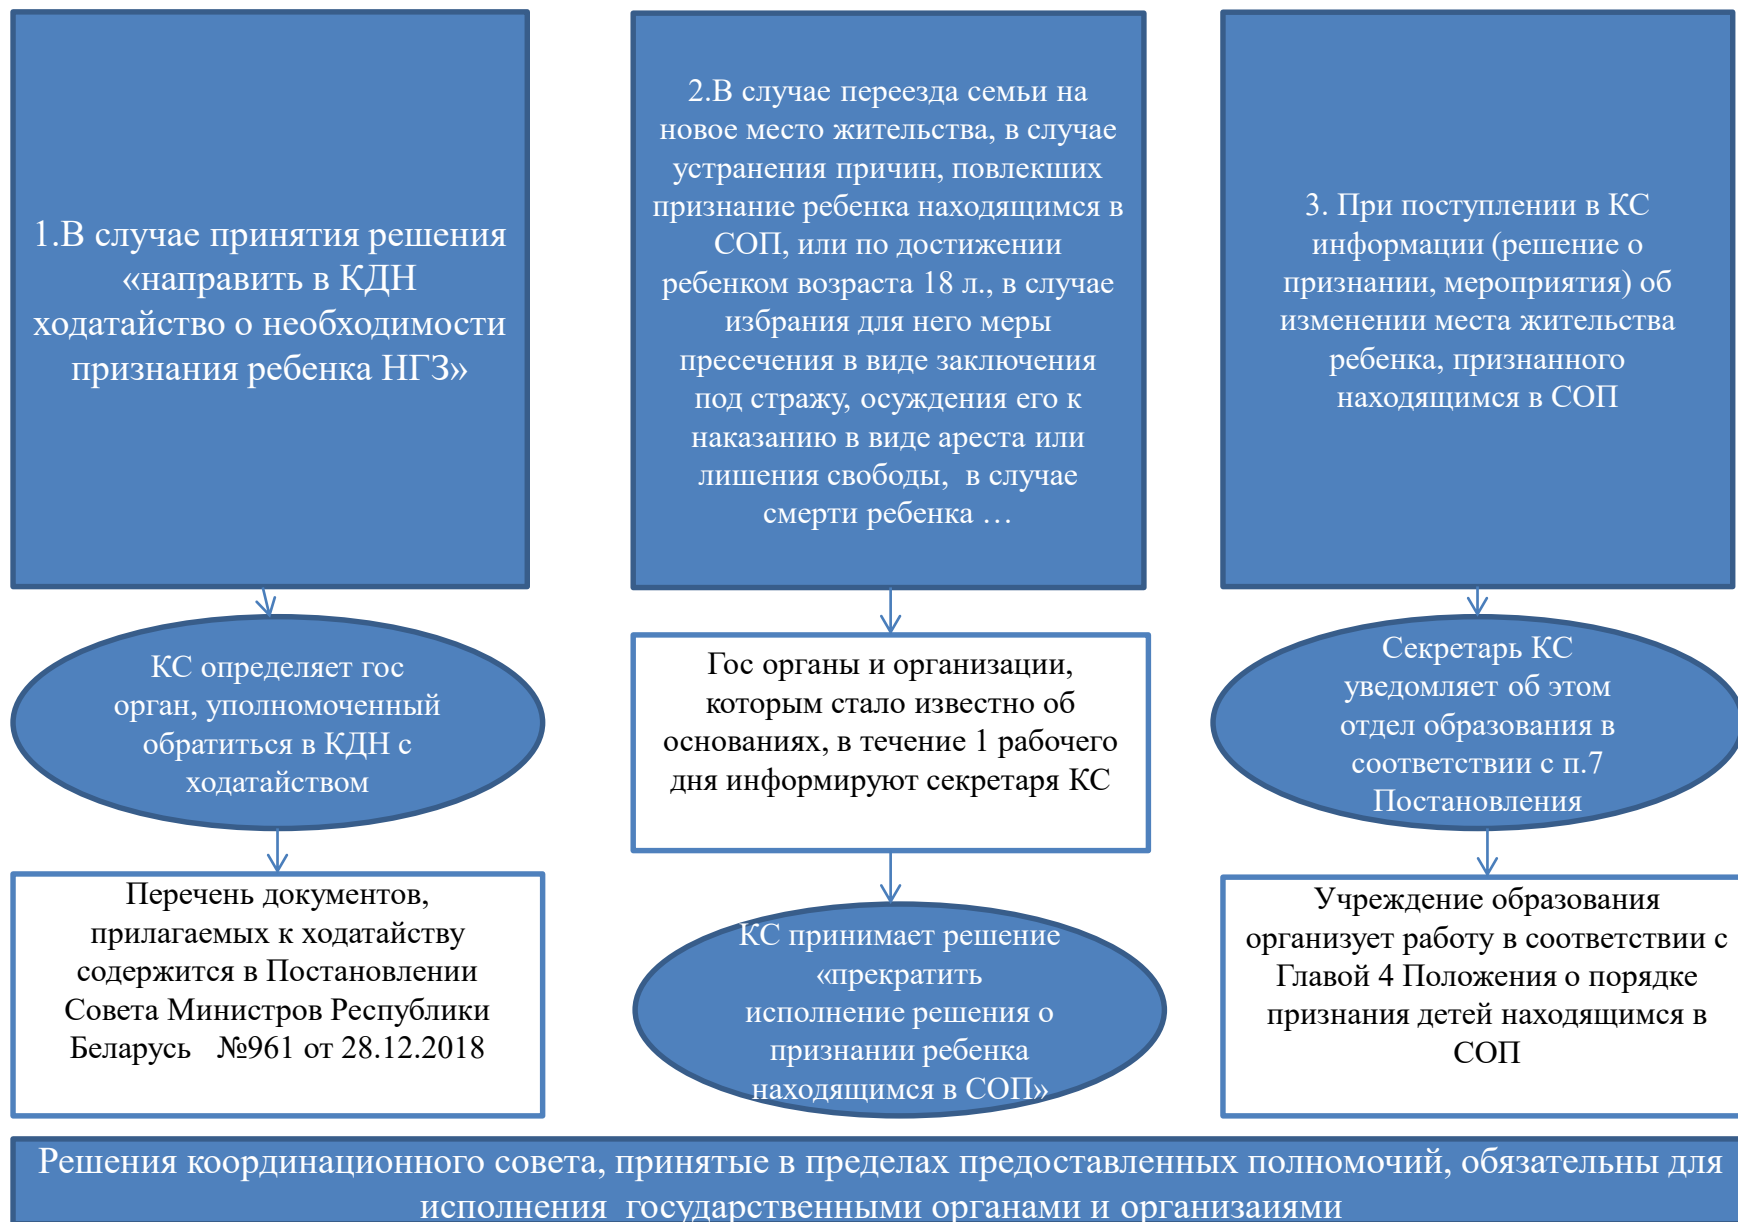 1.В случае принятия решения
«направить в КДН
ходатайство о необходимости
признания ребенка НГЗ»
КС определяет гос
орган, уполномоченный
обратиться в КДН с
ходатайством
Перечень документов,
прилагаемых к ходатайству
содержится в Постановлении
Совета Министров Республики
Беларусь №961 от 28.12.2018
2.В случае переезда семьи на
новое место жительства, в случае
устранения причин, повлекших
признание ребенка находящимся в
СОП, или по достижении
ребенком возраста 18 л., в случае
избрания для него меры
пресечения в виде заключения
под стражу, осуждения его к
наказанию в виде ареста или
лишения свободы, в случае
смерти ребенка …
Гос органы и организации,
которым стало известно об
основаниях, в течение 1 рабочего
дня информируют секретаря КС
КС принимает решение
«прекратить
исполнение решения о
признании ребенка
находящимся в СОП»
3. При поступлении в КС
информации (решение о
признании, мероприятия) об
изменении места жительства
ребенка, признанного
находящимся в СОП
Секретарь КС
уведомляет об этом
отдел образования в
соответствии с п.7
Постановления
Учреждение образования
организует работу в соответствии с
Главой 4 Положения о порядке
признания детей находящимся в
СОП
Решения координационного совета, принятые в пределах предоставленных полномочий, обязательны для
исполнения государственными органами и организаиями